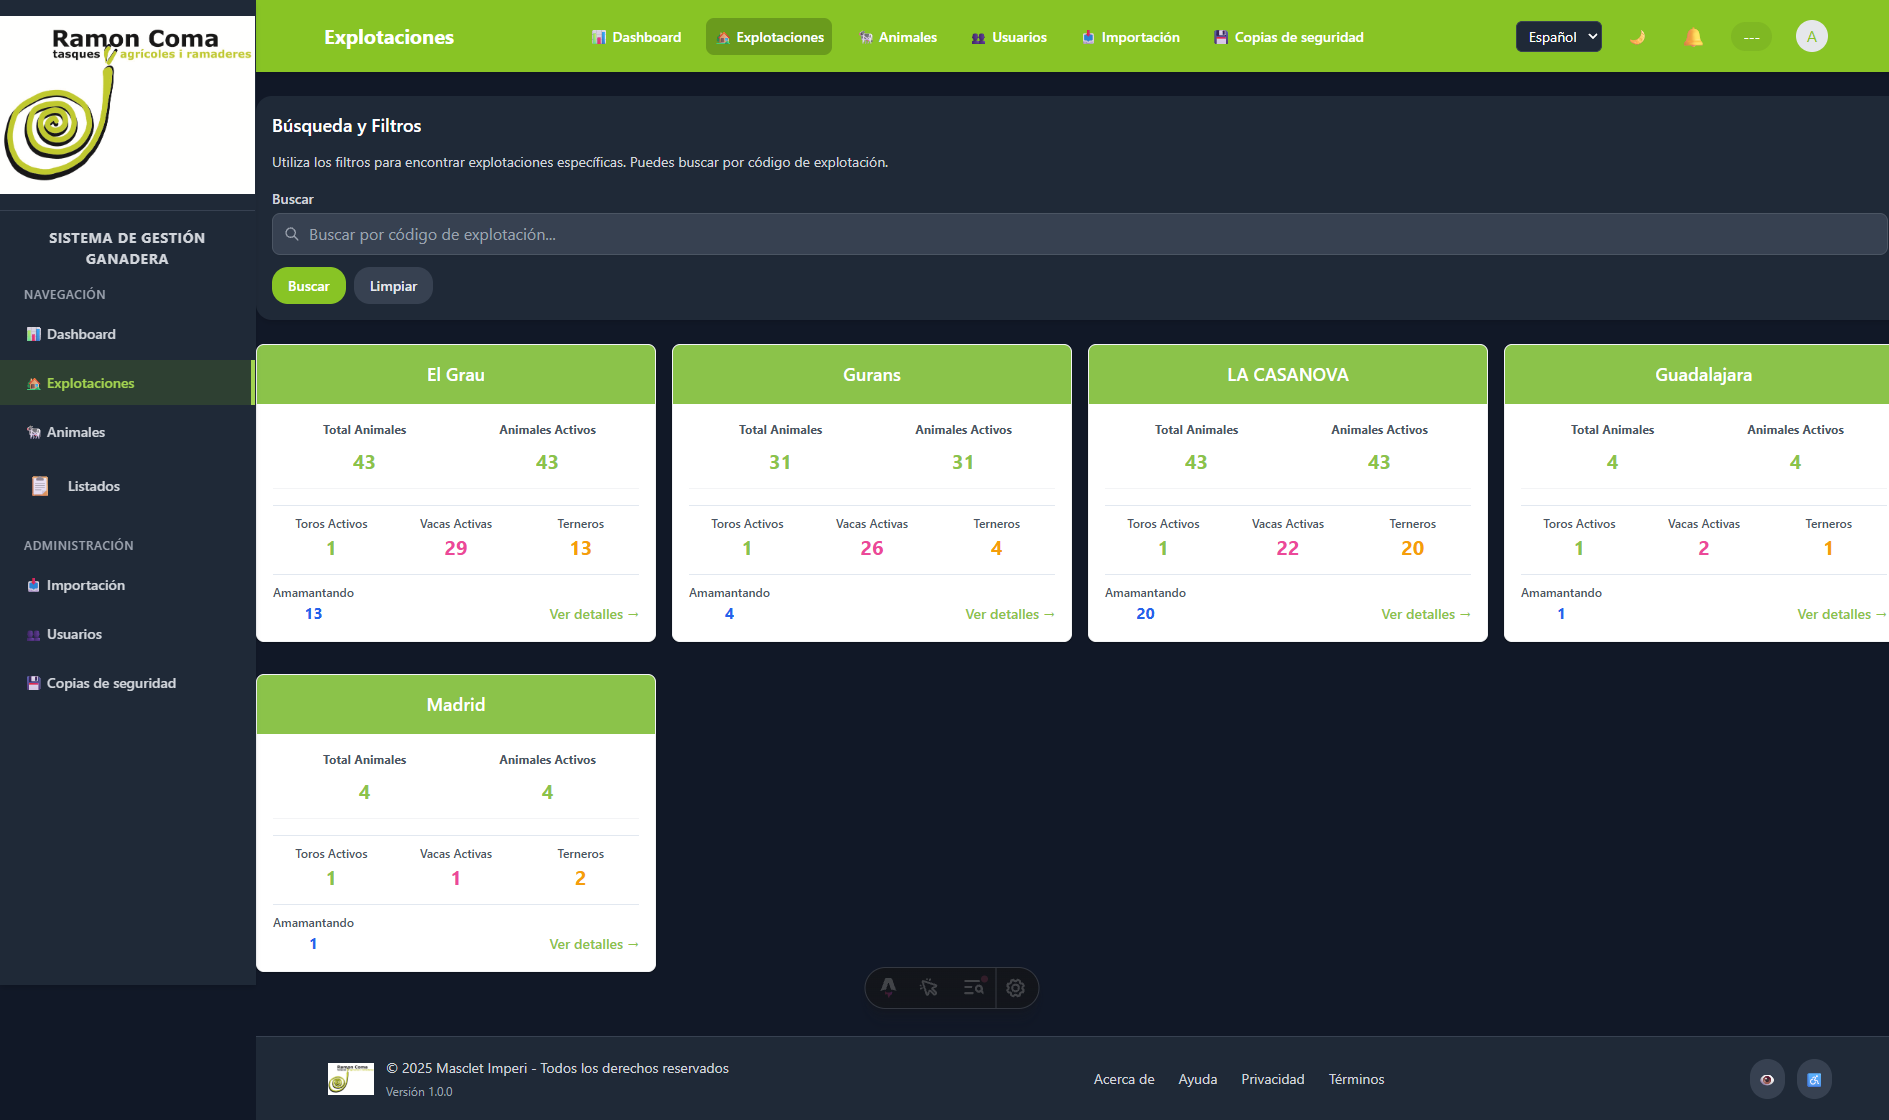 Ramon Coma
tasques agrícoles i ramaderes
SISTEMA DE GESTIÓN
GANADERA
NAVEGACIÓN
Dashboard
Explotaciones
Animales
Listados
ADMINISTRACIÓN
Importación
Usuarios
Copias de seguridad
Explotaciones
Dashboard
Explotaciones
Animales
Usuarios
Importación
Copias de seguridad
Español
---
A
Búsqueda y Filtros
Utiliza los filtros para encontrar explotaciones específicas. Puedes buscar por código de explotación.
Buscar
Buscar por código de explotación...
Buscar Limpiar
El Grau
Total Animales Animales Activos
43 43
Toros Activos Vacas Activas Terneros
1 29 13
Amamantando
13 Ver detalles →
Gurans
Total Animales Animales Activos
31 31
Toros Activos Vacas Activas Terneros
1 26 4
Amamantando
4 Ver detalles →
LA CASANOVA
Total Animales Animales Activos
43 43
Toros Activos Vacas Activas Terneros
1 22 20
Amamantando
20 Ver detalles →
Guadalajara
Total Animales Animales Activos
4 4
Toros Activos Vacas Activas Terneros
1 2 1
Amamantando
1 Ver detalles →
Madrid
Total Animales Animales Activos
4 4
Toros Activos Vacas Activas Terneros
1 1 2
Amamantando
1 Ver detalles →
Ramon Coma
© 2025 Masclet Imperi - Todos los derechos reservados
Versión 1.0.0
Acerca de Ayuda Privacidad Términos